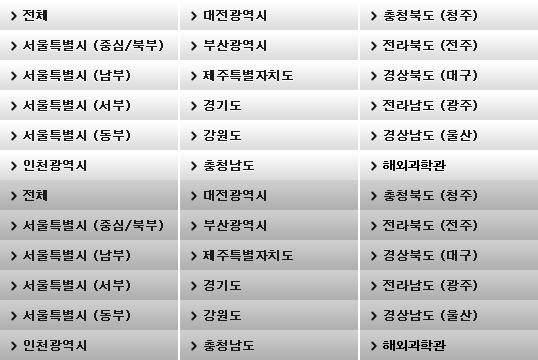 전체 대전광역시 충청북도 (청주)
서울특별시 (중심/북부) 부산광역시 전라북도 (전주)
서울특별시 (남부) 제주특별자치도 경상북도 (대구)
서울특별시 (서부) 경기도 전라남도 (광주)
서울특별시 (동부) 강원도 경상남도 (울산)
인천광역시 충청남도 해외과학관
전체 대전광역시 충청북도 (청주)
서울특별시 (중심/북부) 부산광역시 전라북도 (전주)
서울특별시 (남부) 제주특별자치도 경상북도 (대구)
서울특별시 (서부) 경기도 전라남도 (광주)
서울특별시 (동부) 강원도 경상남도 (울산)
인천광역시 충청남도 해외과학관